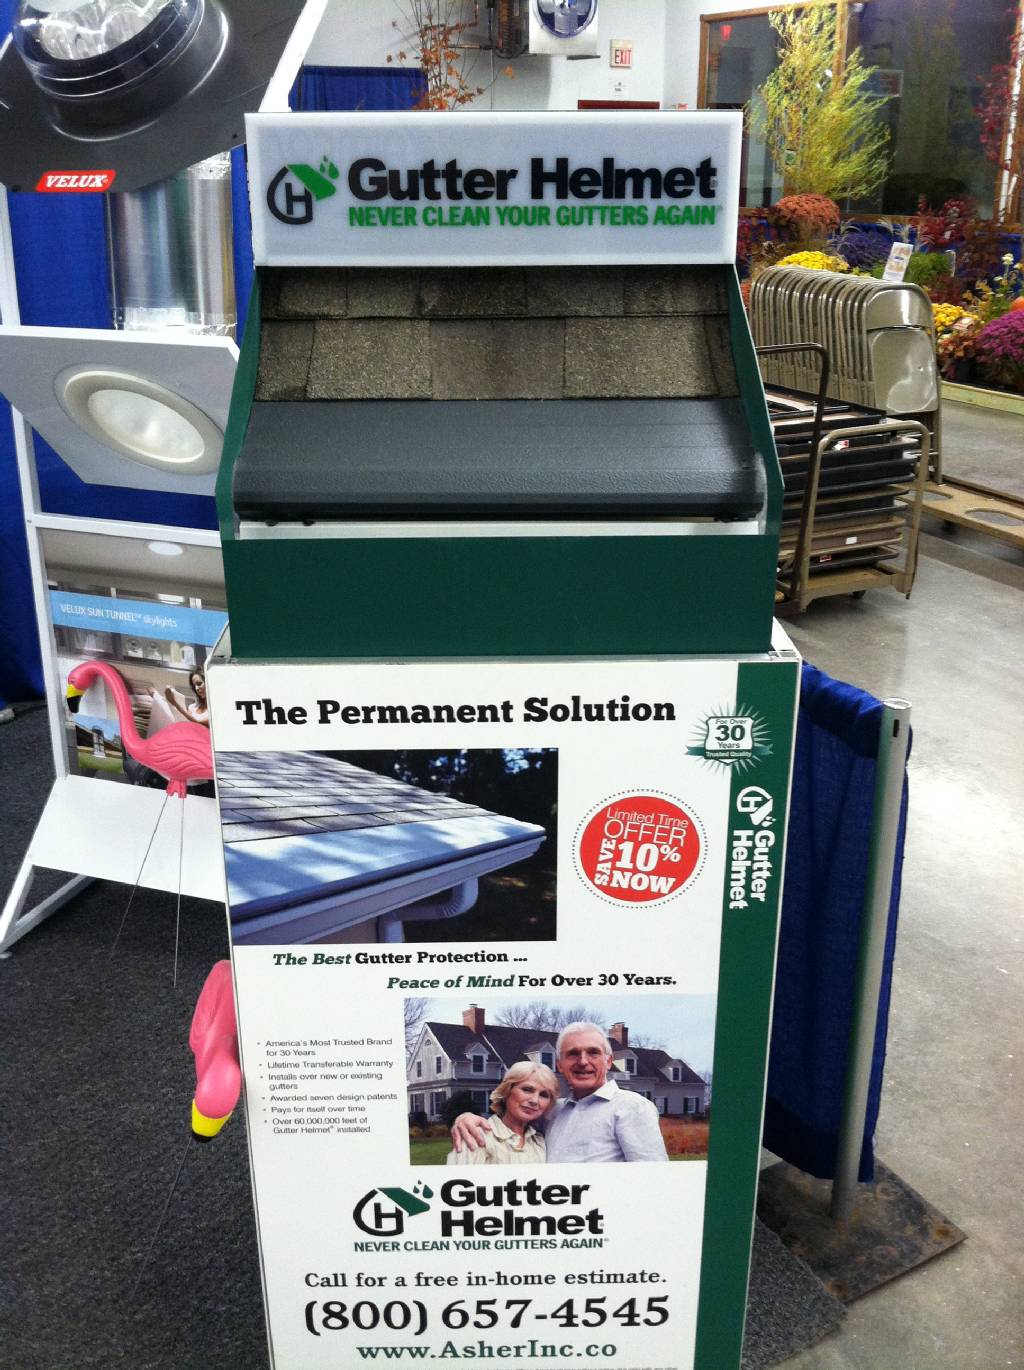 EXIT
VELUX
Gutter Helmet
NEVER CLEAN YOUR GUTTERS AGAIN
VELUX SUN TUNNEL™ skylights
The Permanent Solution
For Over
30
Years
Trusted Quality
Limited Time
OFFER
SAVE
10%
NOW
Gutter
Helmet
The Best Gutter Protection ...
Peace of Mind For Over 30 Years.
• America's Most Trusted Brand
for 30 Years
• Lifetime Transferable Warranty
• Installs over new or existing
gutters
• Awarded seven design patents
• Pays for itself over time
• Over 60,000,000 feet of
Gutter Helmet® installed
Gutter
Helmet
NEVER CLEAN YOUR GUTTERS AGAIN®
Call for a free in-home estimate.
(800) 657-4545
www.AsherInc.co